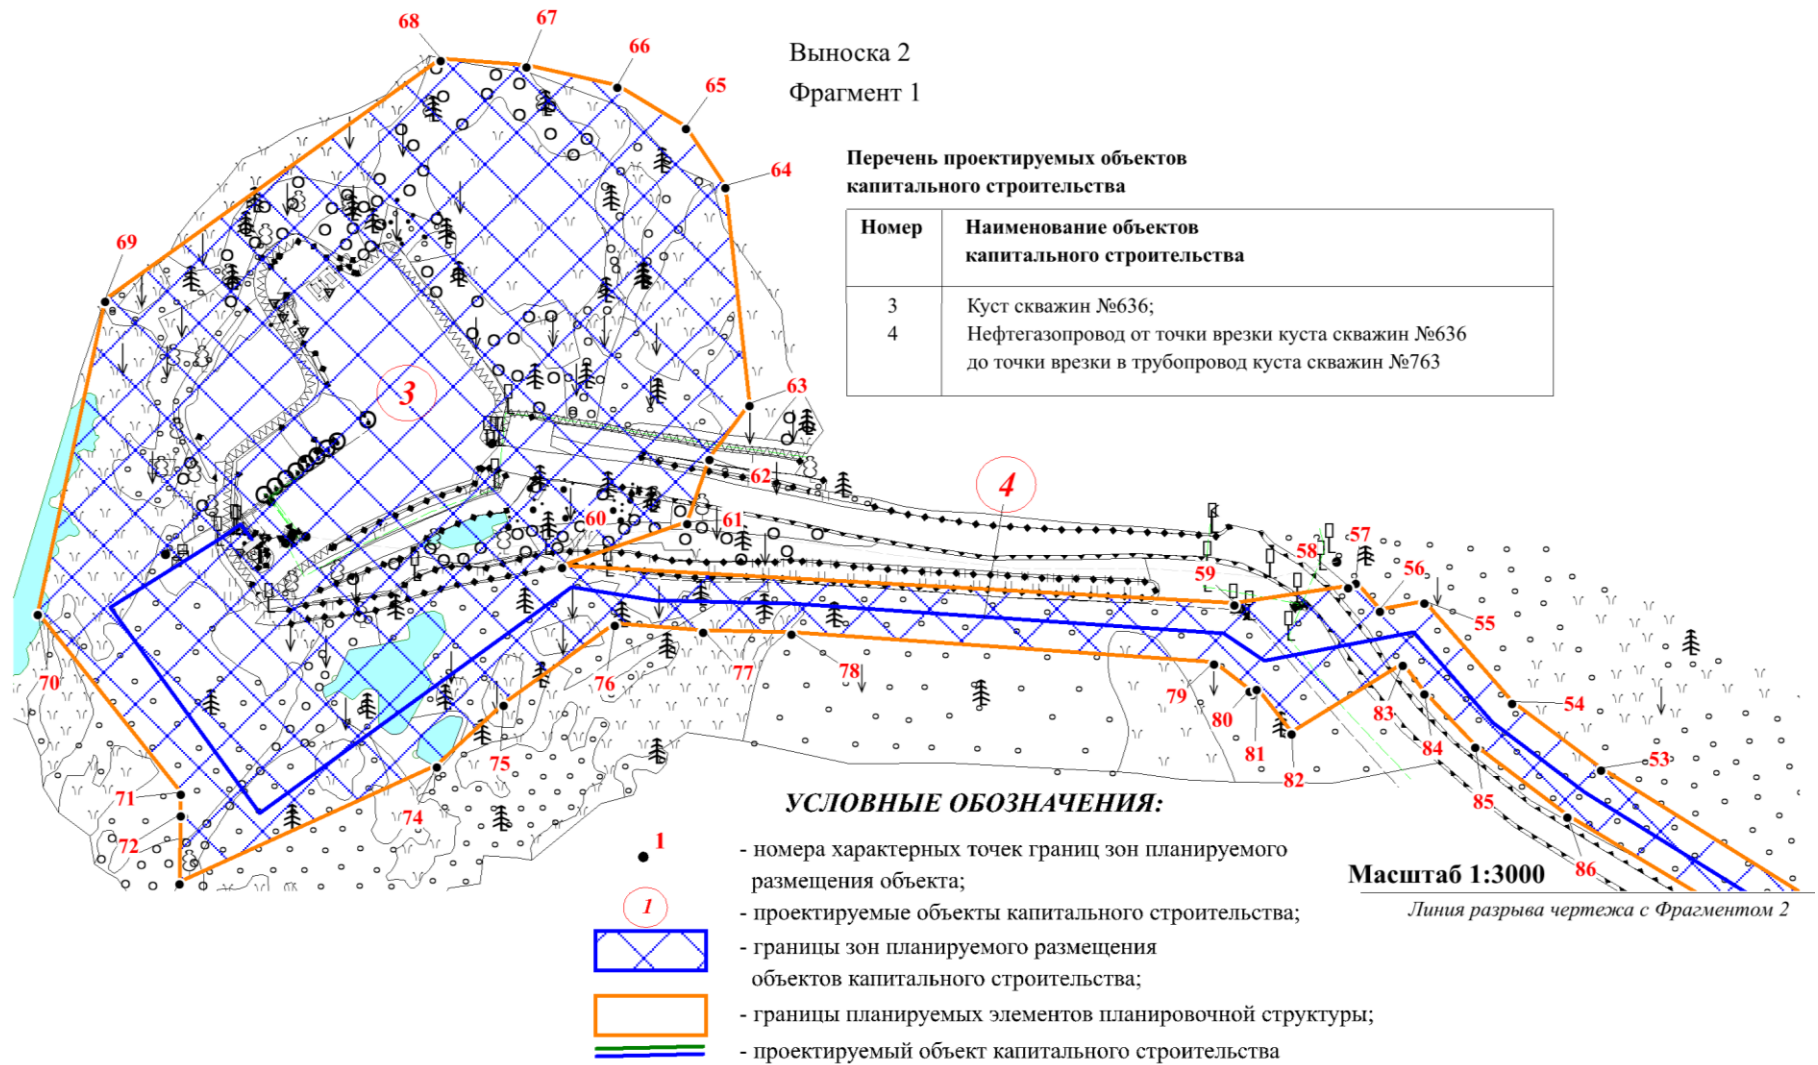 68
67
66
65
64
69
63
62
61
60
59
58
57
56
55
54
53
70
71
72
74
75
76
77
78
79
80
81
82
83
84
85
86
3
4
Выноска 2
Фрагмент 1
Перечень проектируемых объектов
капитального строительства
Номер Наименование объектов
капитального строительства
3 Куст скважин №636;
4 Нефтегазопровод от точки врезки куста скважин №636
до точки врезки в трубопровод куста скважин №763
УСЛОВНЫЕ ОБОЗНАЧЕНИЯ:
1 - номера характерных точек границ зон планируемого
размещения объекта;
1 - проектируемые объекты капитального строительства;
- границы зон планируемого размещения
объектов капитального строительства;
- границы планируемых элементов планировочной структуры;
- проектируемый объект капитального строительства
Масштаб 1:3000
Линия разрыва чертежа с Фрагментом 2